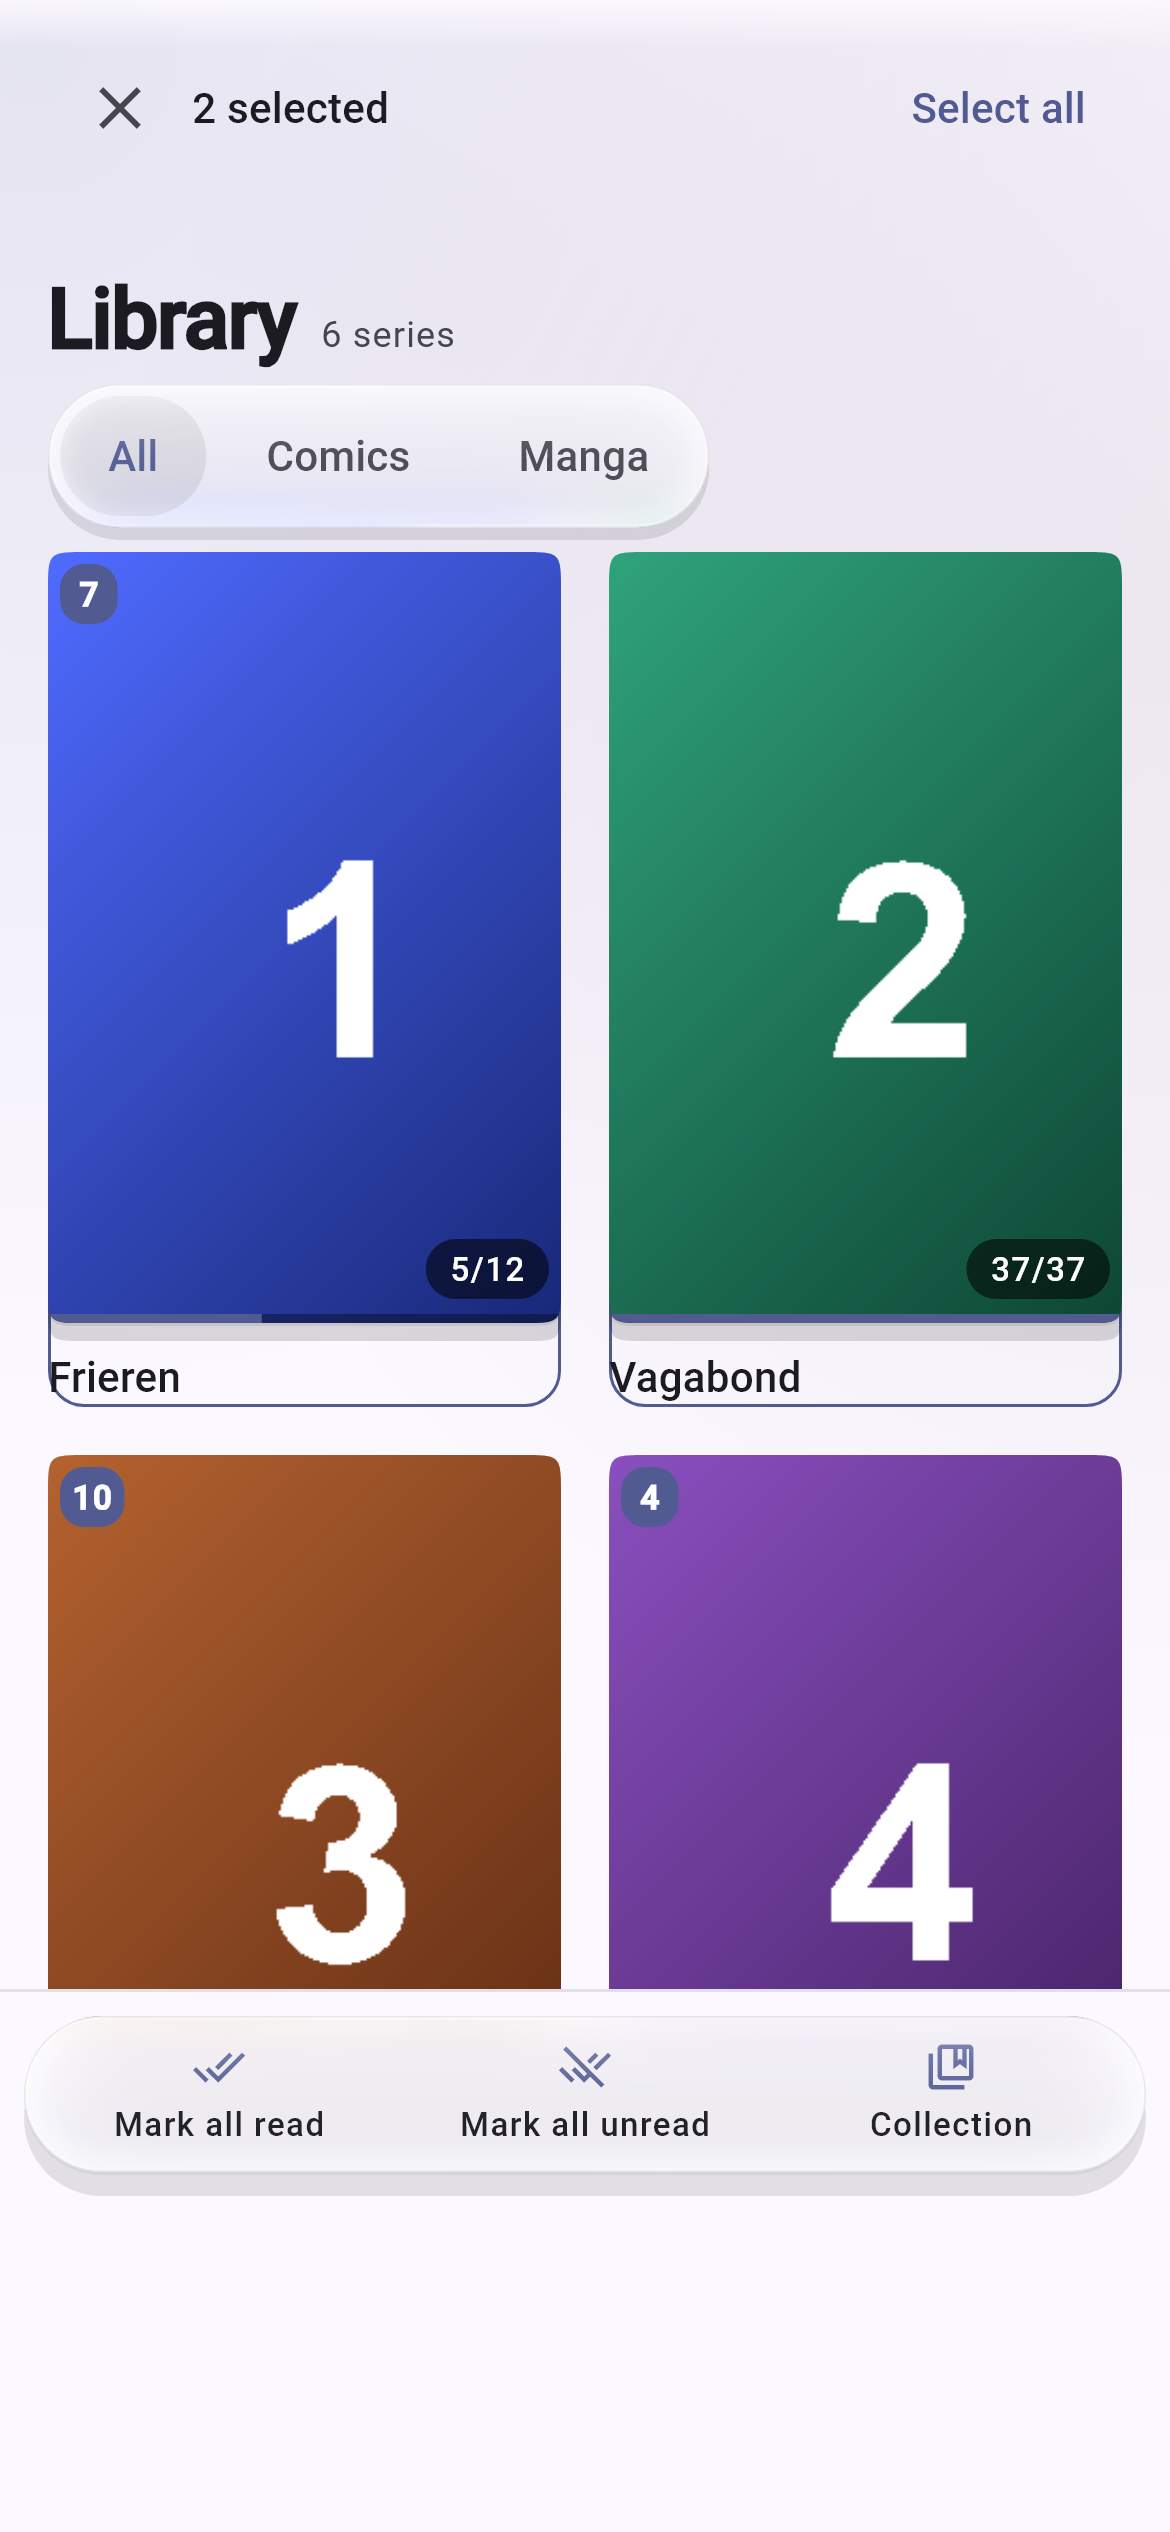 2 selected
Select all
Library 6 series
All
Comics
Manga
7
1
2
5/12
37/37
Frieren
Vagabond
10
4
3
4
Mark all read
Mark all unread
Collection